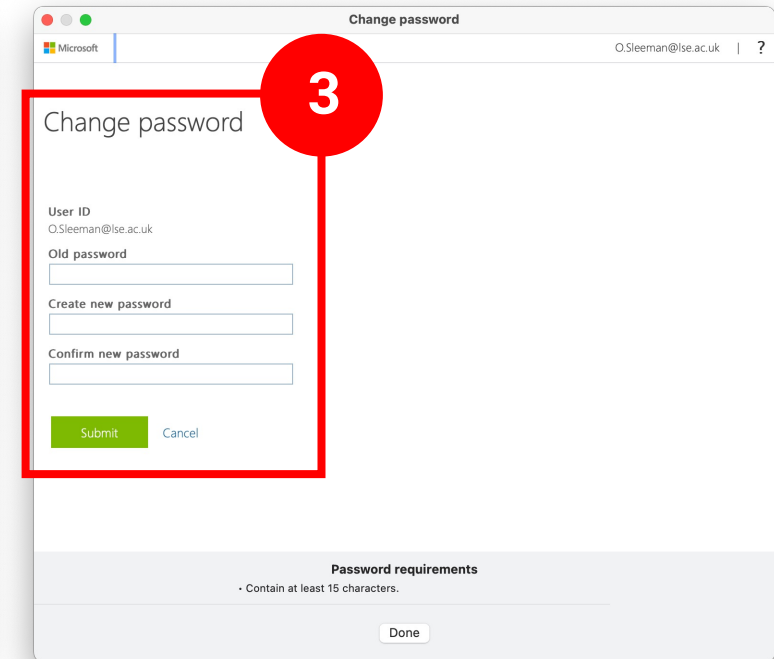 Change password
Microsoft
O.Sleeman@lse.ac.uk | ?
3
Change password
User ID
O.Sleeman@lse.ac.uk
Old password
Create new password
Confirm new password
Submit Cancel
Password requirements
• Contain at least 15 characters.
Done